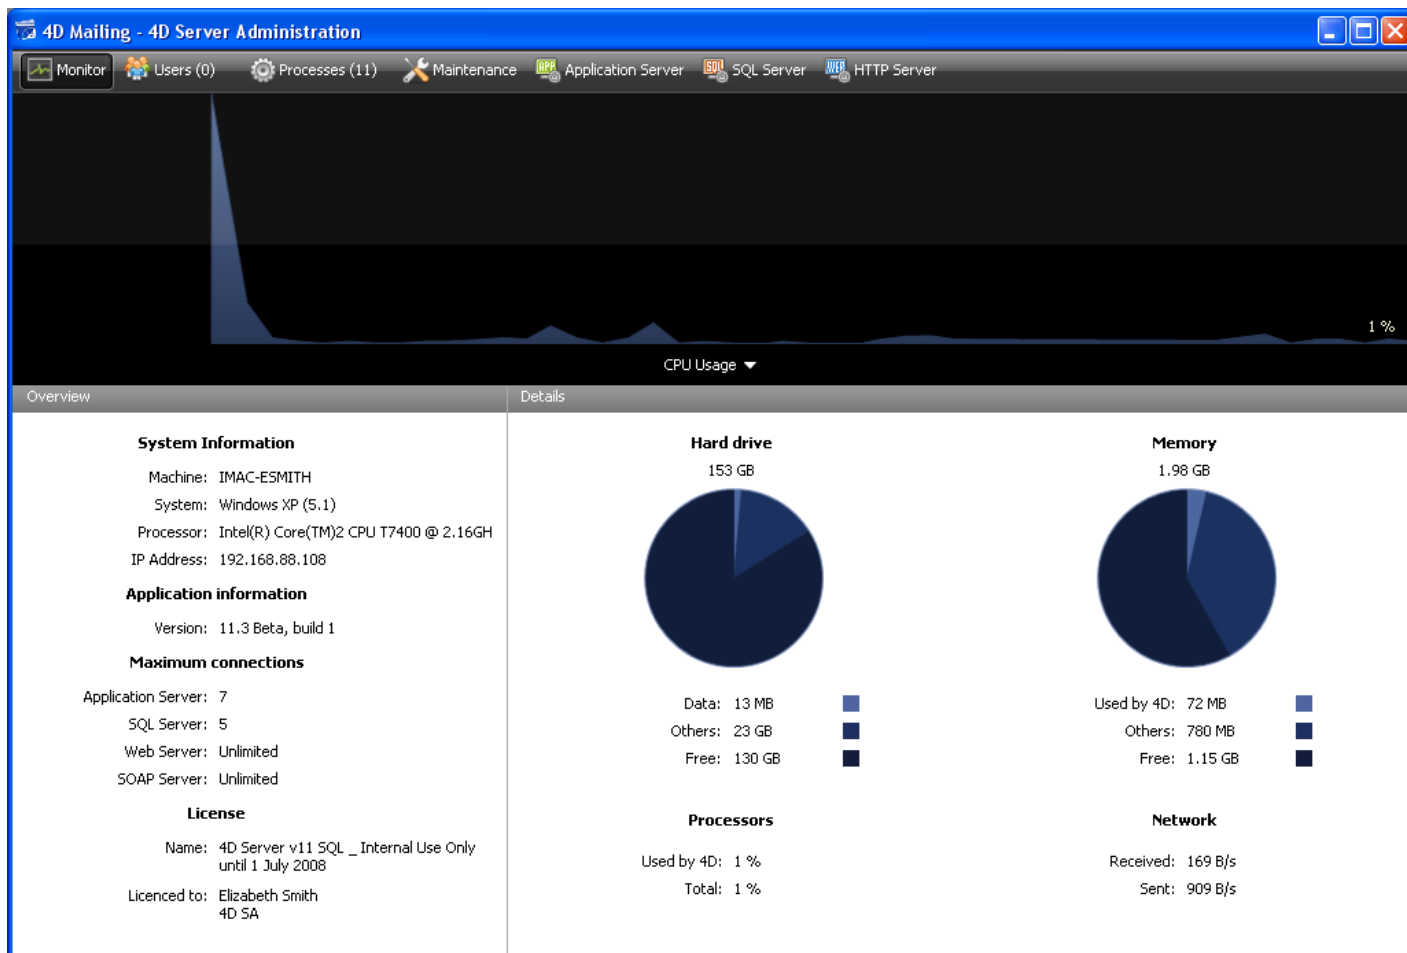 4D Mailing - 4D Server Administration
Monitor Users (0) Processes (11) Maintenance Application Server SQL Server HTTP Server
1 %
CPU Usage
Overview
Details
System Information
Machine: IMAC-ESMITH
System: Windows XP (5.1)
Processor: Intel(R) Core(TM)2 CPU T7400 @ 2.16GH
IP Address: 192.168.88.108
Application information
Version: 11.3 Beta, build 1
Maximum connections
Application Server: 7
SQL Server: 5
Web Server: Unlimited
SOAP Server: Unlimited
License
Name: 4D Server v11 SQL _ Internal Use Only
until 1 July 2008
Licenced to: Elizabeth Smith
4D SA
Hard drive
153 GB
Data: 13 MB
Others: 23 GB
Free: 130 GB
Memory
1.98 GB
Used by 4D: 72 MB
Others: 780 MB
Free: 1.15 GB
Processors
Used by 4D: 1 %
Total: 1 %
Network
Received: 169 B/s
Sent: 909 B/s